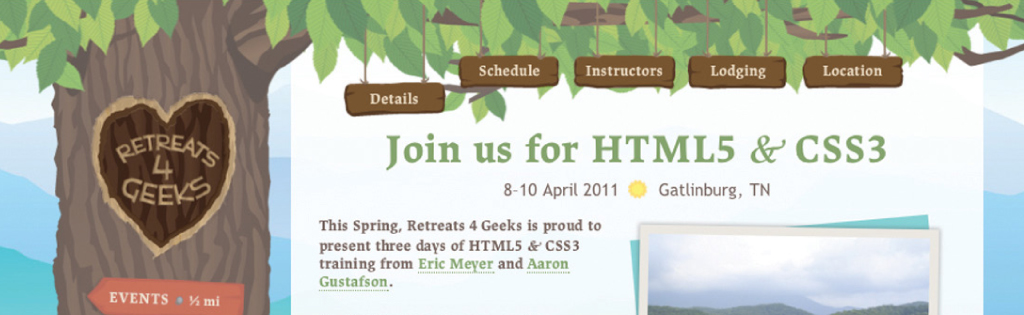 Schedule
Instructors
Lodging
Location
Details
RETREATS
4
GEEKS
Join us for HTML5 & CSS3
8-10 April 2011 Gatlinburg, TN
This Spring, Retreats 4 Geeks is proud to
present three days of HTML5 & CSS3
training from Eric Meyer and Aaron
Gustafson.
EVENTS • ½ mi